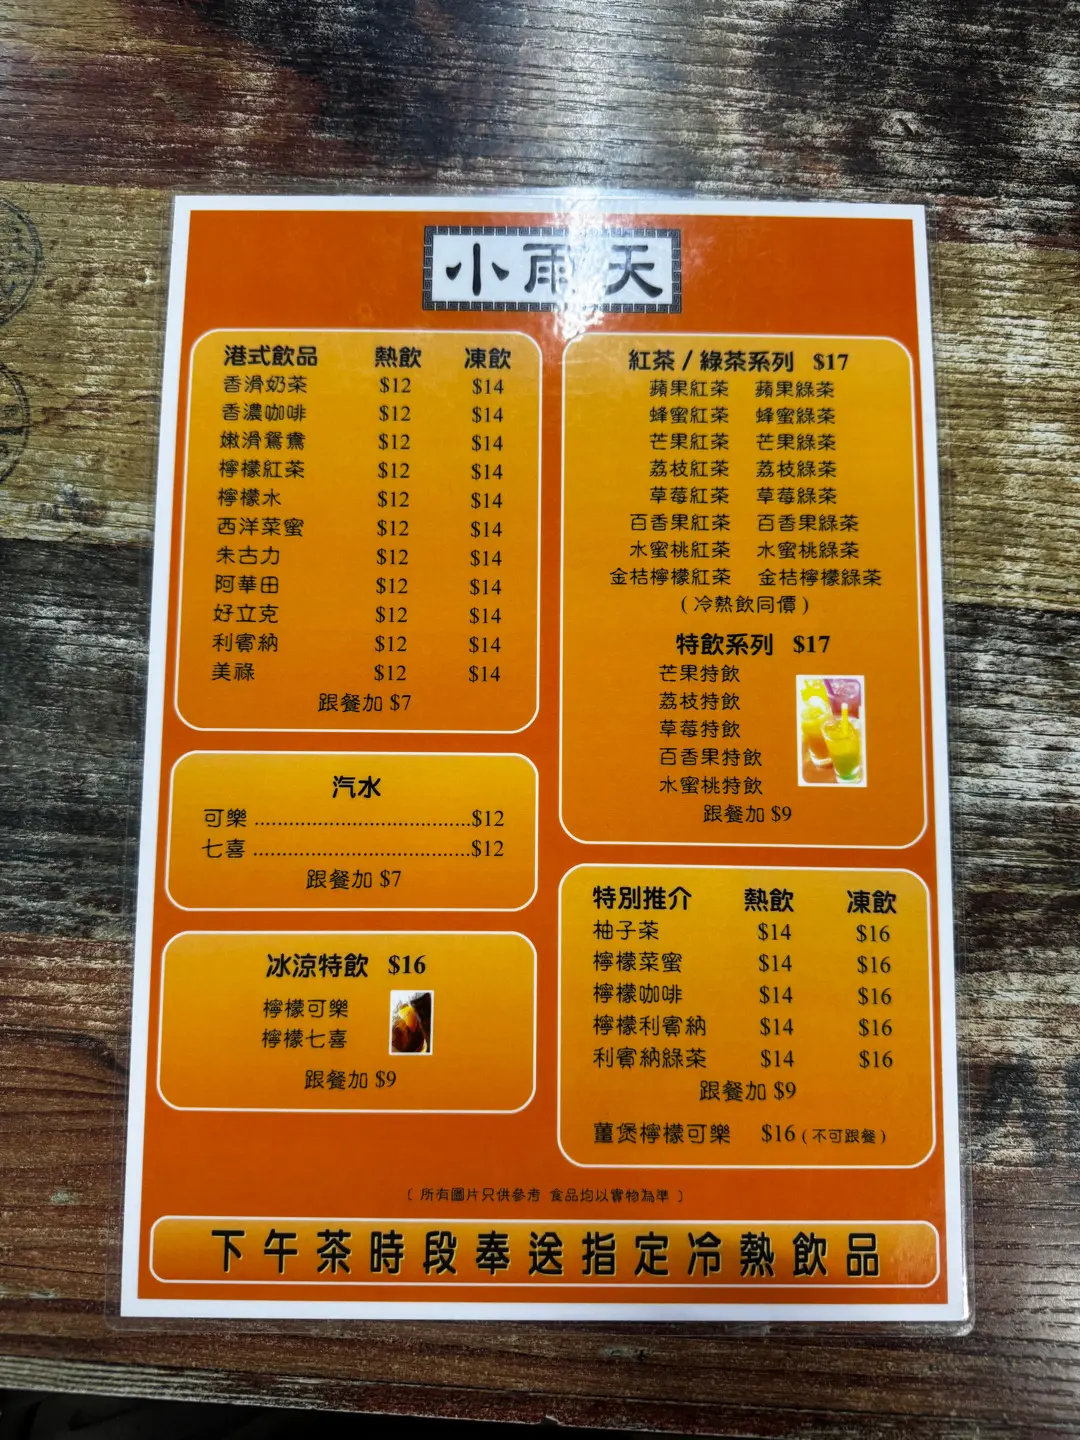 小雨天
港式飲品 熱飲 凍飲
香滑奶茶 $12 $14
香濃咖啡 $12 $14
嫩滑鴛鴦 $12 $14
檸檬紅茶 $12 $14
檸檬水 $12 $14
西洋菜蜜 $12 $14
朱古力 $12 $14
阿華田 $12 $14
好立克 $12 $14
利賓納 $12 $14
美祿 $12 $14
跟餐加 $7
汽水
可樂 ......................................$12
七喜 ......................................$12
跟餐加 $7
冰涼特飲 $16
檸檬可樂
檸檬七喜
跟餐加 $9
紅茶 / 綠茶系列 $17
蘋果紅茶 蘋果綠茶
蜂蜜紅茶 蜂蜜綠茶
芒果紅茶 芒果綠茶
荔枝紅茶 荔枝綠茶
草莓紅茶 草莓綠茶
百香果紅茶 百香果綠茶
水蜜桃紅茶 水蜜桃綠茶
金桔檸檬紅茶 金桔檸檬綠茶
( 冷熱飲同價 )
特飲系列 $17
芒果特飲
荔枝特飲
草莓特飲
百香果特飲
水蜜桃特飲
跟餐加 $9
特別推介 熱飲 凍飲
柚子茶 $14 $16
檸檬菜蜜 $14 $16
檸檬咖啡 $14 $16
檸檬利賓納 $14 $16
利賓納綠茶 $14 $16
跟餐加 $9
薑煲檸檬可樂 $16 ( 不可跟餐 )
〔 所有圖片只供參考 食品均以實物為準 〕
下午茶時段奉送指定冷熱飲品